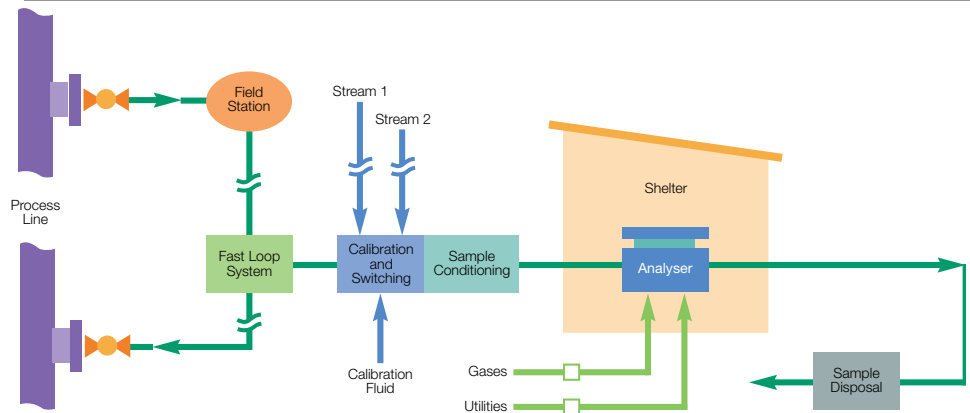 Field
Station
Stream 1
Stream 2
Shelter
Process
Line
Fast Loop
System
Calibration
and
Switching
Sample
Conditioning
Analyser
Calibration
Fluid
Gases
Utilities
Sample
Disposal